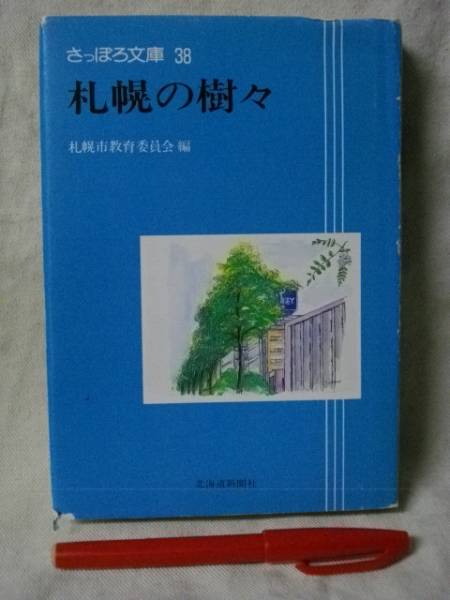 さっぽろ文庫 38
札幌の樹々
札幌市教育委員会 編
北海道新聞社